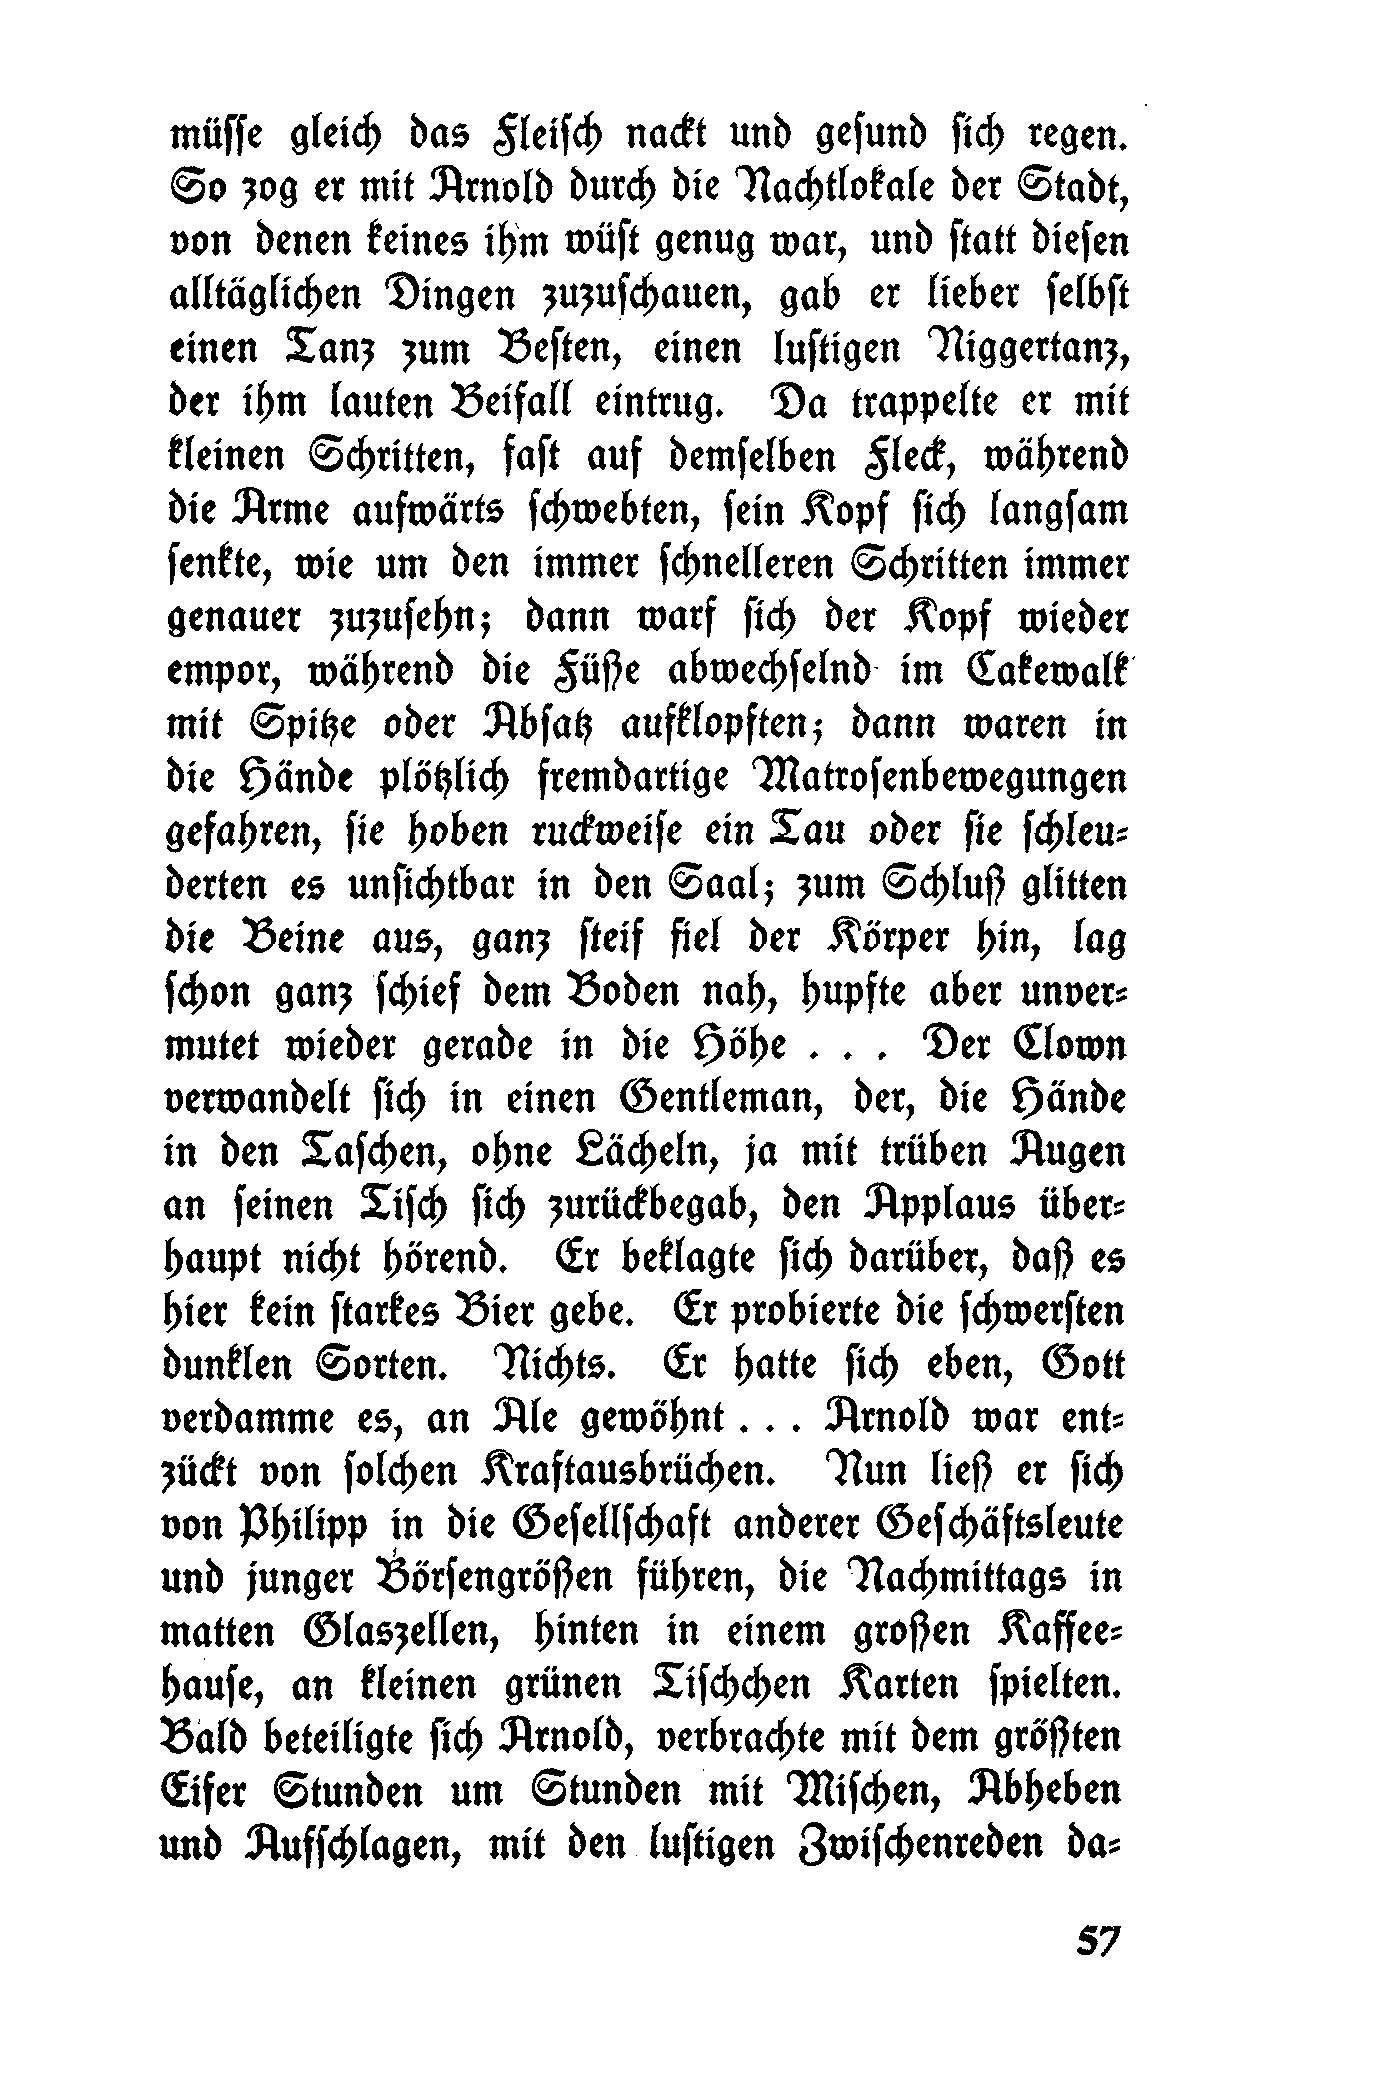 müſſe gleich das Fleiſch nackt und geſund ſich regen.
So zog er mit Arnold durch die Nachtlokale der Stadt,
von denen keines ihm wüſt genug war, und ſtatt dieſen
alltäglichen Dingen zuzuſchauen, gab er lieber ſelbſt
einen Tanz zum Beſten, einen luſtigen Niggertanz,
der ihm lauten Beifall eintrug. Da trappelte er mit
kleinen Schritten, faſt auf demſelben Fleck, während
die Arme aufwärts ſchwebten, ſein Kopf ſich langſam
ſenkte, wie um den immer ſchnelleren Schritten immer
genauer zuzuſehn; dann warf ſich der Kopf wieder
empor, während die Füße abwechſelnd im Cakewalk
mit Spitze oder Abſatz aufklopften; dann waren in
die Hände plötzlich fremdartige Matroſenbewegungen
gefahren, ſie hoben ruckweiſe ein Tau oder ſie ſchleu⸗
derten es unſichtbar in den Saal; zum Schluß glitten
die Beine aus, ganz ſteif fiel der Körper hin, lag
ſchon ganz ſchief dem Boden nah, hupfte aber unver⸗
mutet wieder gerade in die Höhe . . . Der Clown
verwandelt ſich in einen Gentleman, der, die Hände
in den Taſchen, ohne Lächeln, ja mit trüben Augen
an ſeinen Tiſch ſich zurückbegab, den Applaus über⸗
haupt nicht hörend. Er beklagte ſich darüber, daß es
hier kein ſtarkes Bier gebe. Er probierte die ſchwerſten
dunklen Sorten. Nichts. Er hatte ſich eben, Gott
verdamme es, an Ale gewöhnt . . . Arnold war ent⸗
zückt von ſolchen Kraftausbrüchen. Nun ließ er ſich
von Philipp in die Geſellſchaft anderer Geſchäftsleute
und junger Börſengrößen führen, die Nachmittags in
matten Glaszellen, hinten in einem großen Kaffee⸗
hauſe, an kleinen grünen Tiſchchen Karten ſpielten.
Bald beteiligte ſich Arnold, verbrachte mit dem größten
Eifer Stunden um Stunden mit Miſchen, Abheben
und Aufſchlagen, mit den luſtigen Zwiſchenreden da⸗
57